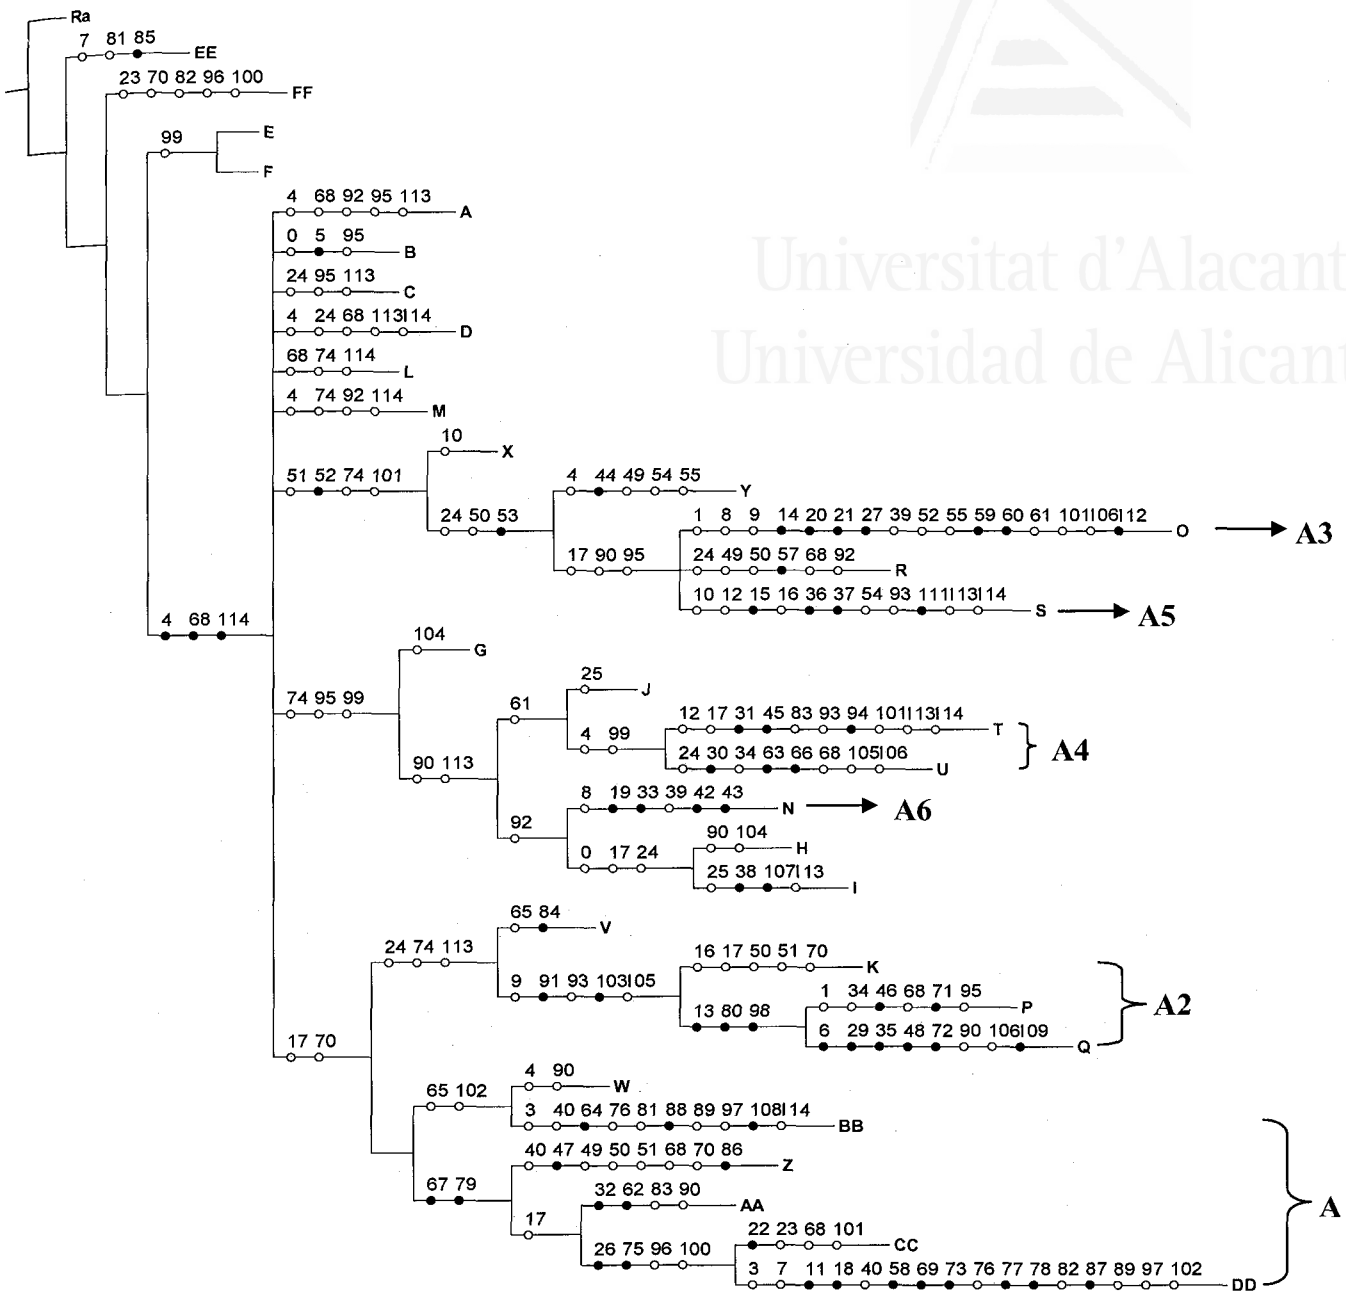 Ra
7 81 85
EE
23 70 82 96 100
FF
99
E
F
4 68 92 95 113
A
0 5 95
B
24 95 113
C
4 24 68 113 114
D
68 74 114
L
4 74 92 114
M
10
X
51 52 74 101
4 44 49 54 55
Y
24 50 53
1 8 9 14 20 21 27 39 52 55 59 60 61 101 106 112
O
A3
17 90 95
24 49 50 57 68 92
R
10 12 15 16 36 37 54 93 111 113 114
S
A5
4 68 114
104
G
25
J
74 95 99
61
12 17 31 45 83 93 94 101 113 114
T
4 99
A4
24 30 34 63 66 68 105 106
U
90 113
8 19 33 39 42 43
N
A6
92
90 104
H
0 17 24
25 38 107 113
I
65 84
V
24 74 113
16 17 50 51 70
K
9 91 93 103 105
1 34 46 68 71 95
P
A2
13 80 98
6 29 35 48 72 90 106 109
Q
17 70
4 90
W
65 102
3 40 64 76 81 88 89 97 108 114
BB
40 47 49 50 51 68 70 86
Z
67 79
32 62 83 90
AA
A
17
22 23 68 101
CC
26 75 96 100
3 7 11 18 40 58 69 73 76 77 78 82 87 89 97 102
DD
Universitat d'Alacant
Universidad de Alicant